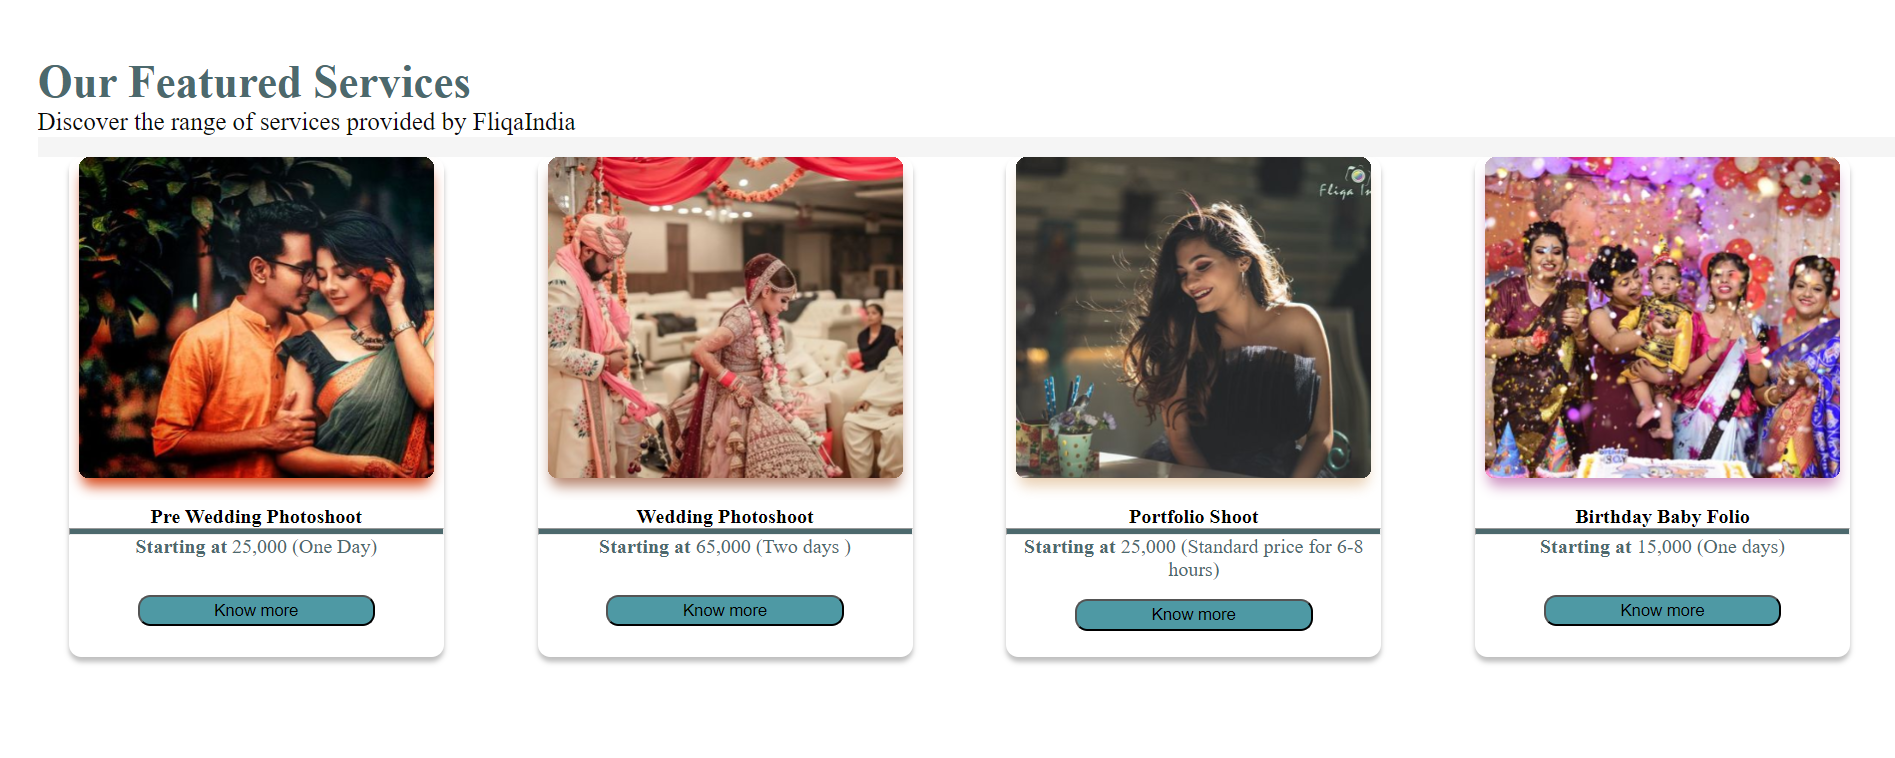 Our Featured Services
Discover the range of services provided by FliqaIndia
Fliqa
Pre Wedding Photoshoot
Starting at 25,000 (One Day)
Know more
Wedding Photoshoot
Starting at 65,000 (Two days )
Know more
Portfolio Shoot
Starting at 25,000 (Standard price for 6-8
hours)
Know more
Birthday Baby Folio
Starting at 15,000 (One days)
Know more